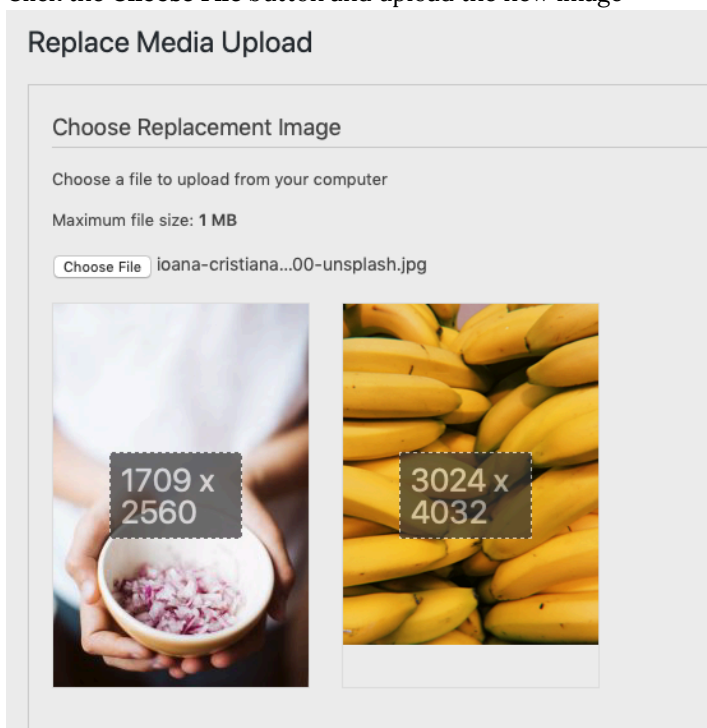 Click the Choose File button and upload the new image
Replace Media Upload
Choose Replacement Image
Choose a file to upload from your computer
Maximum file size: 1 MB
Choose File ioana-cristiana...00-unsplash.jpg
1709 x
2560
3024 x
4032